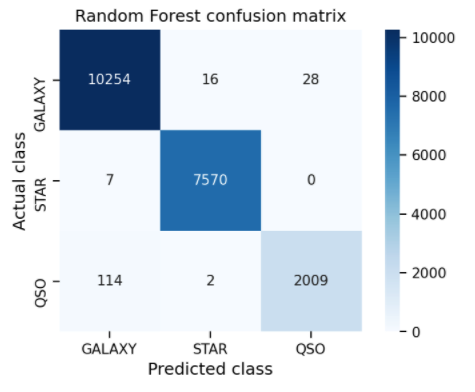 Random Forest confusion matrix
Actual class
GALAXY
10254 16 28
STAR
7 7570 0
QSO
114 2 2009
GALAXY STAR QSO
Predicted class
10000
8000
6000
4000
2000
0